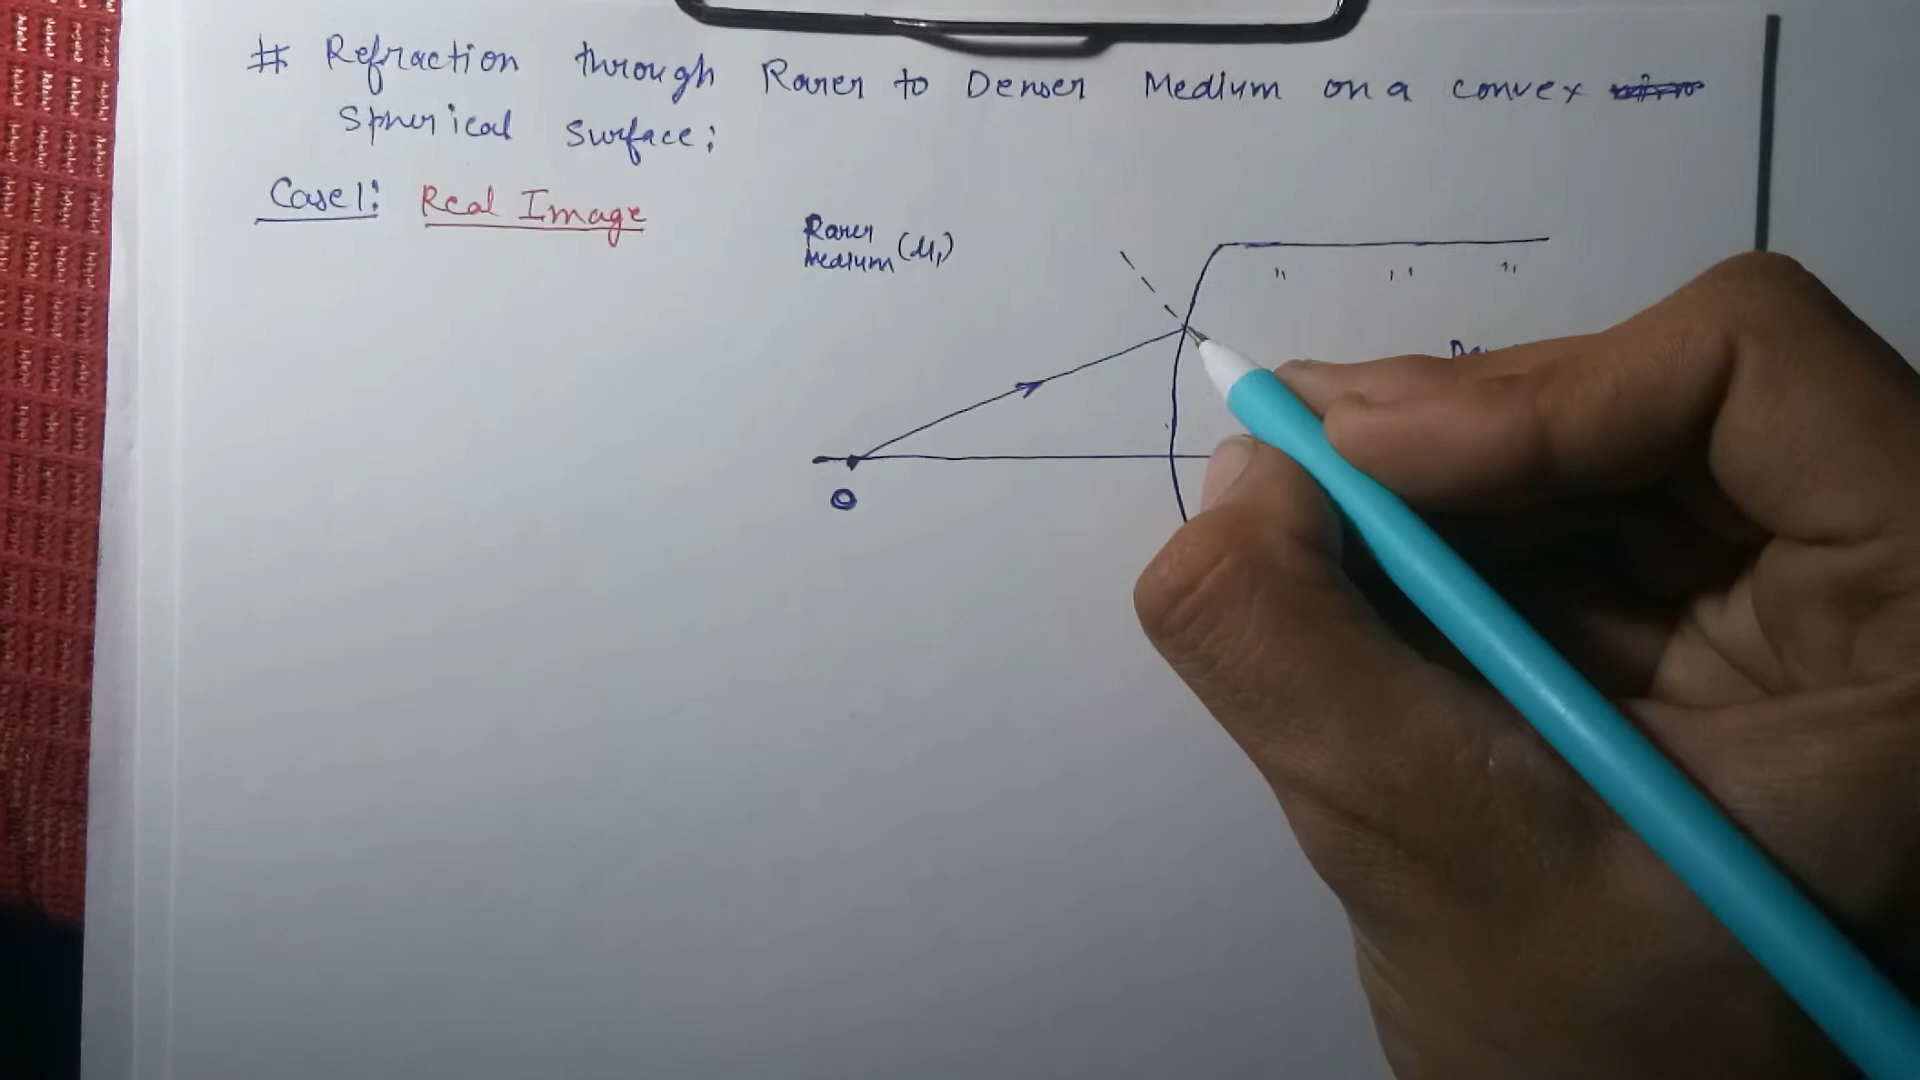 # Refraction through Rarer to Denser Medium on a convex
Spherical Surface:
Case 1: Real Image
Rarer
Medium (μ₁)
O